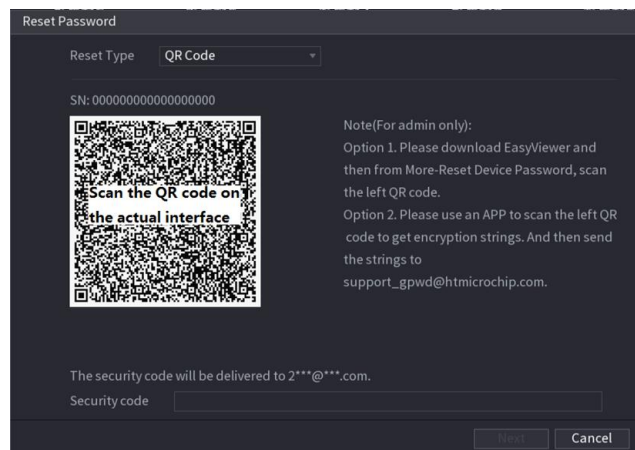 Reset Password
Reset Type
QR Code
SN: 000000000000000000
Scan the QR code on
the actual interface
Note(For admin only):
Option 1. Please download EasyViewer and
then from More-Reset Device Password, scan
the left QR code.
Option 2. Please use an APP to scan the left QR
code to get encryption strings. And then send
the strings to
support_gpwd@htmicrochip.com.
The security code will be delivered to 2***@***.com.
Security code
Next
Cancel